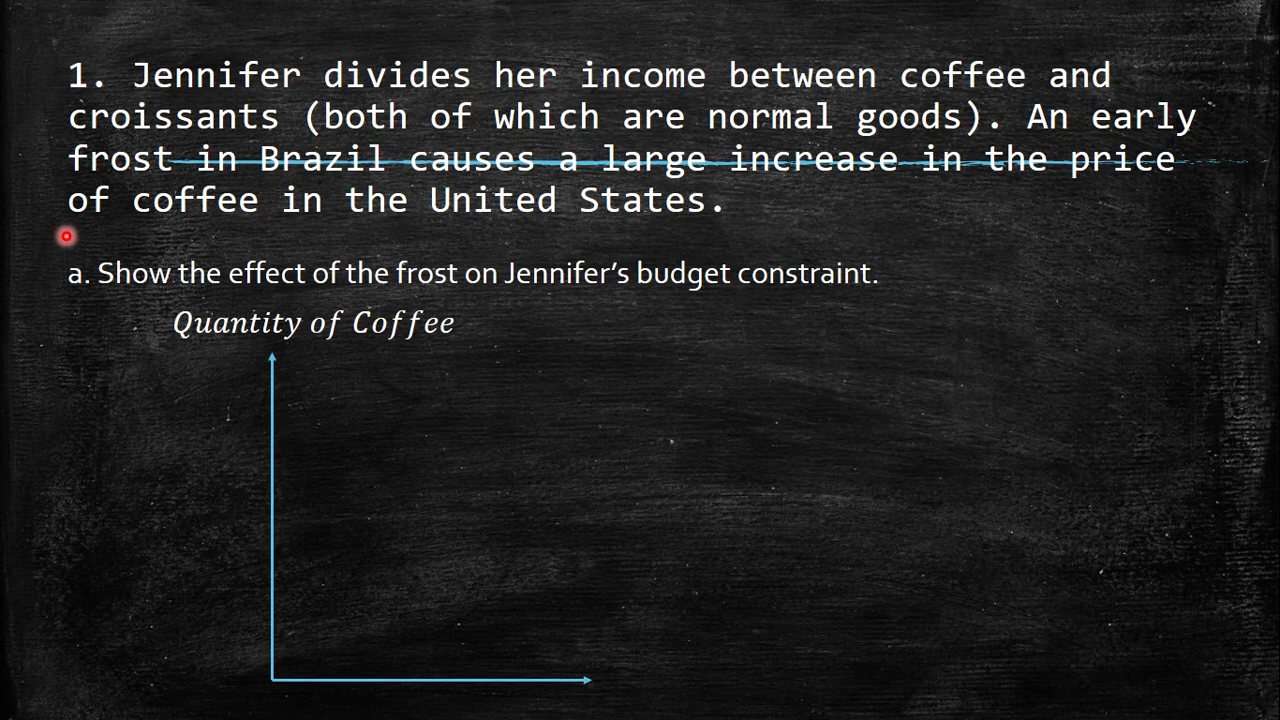 1. Jennifer divides her income between coffee and
croissants (both of which are normal goods). An early
frost in Brazil causes a large increase in the price
of coffee in the United States.
a. Show the effect of the frost on Jennifer’s budget constraint.
Quantity of Coffee